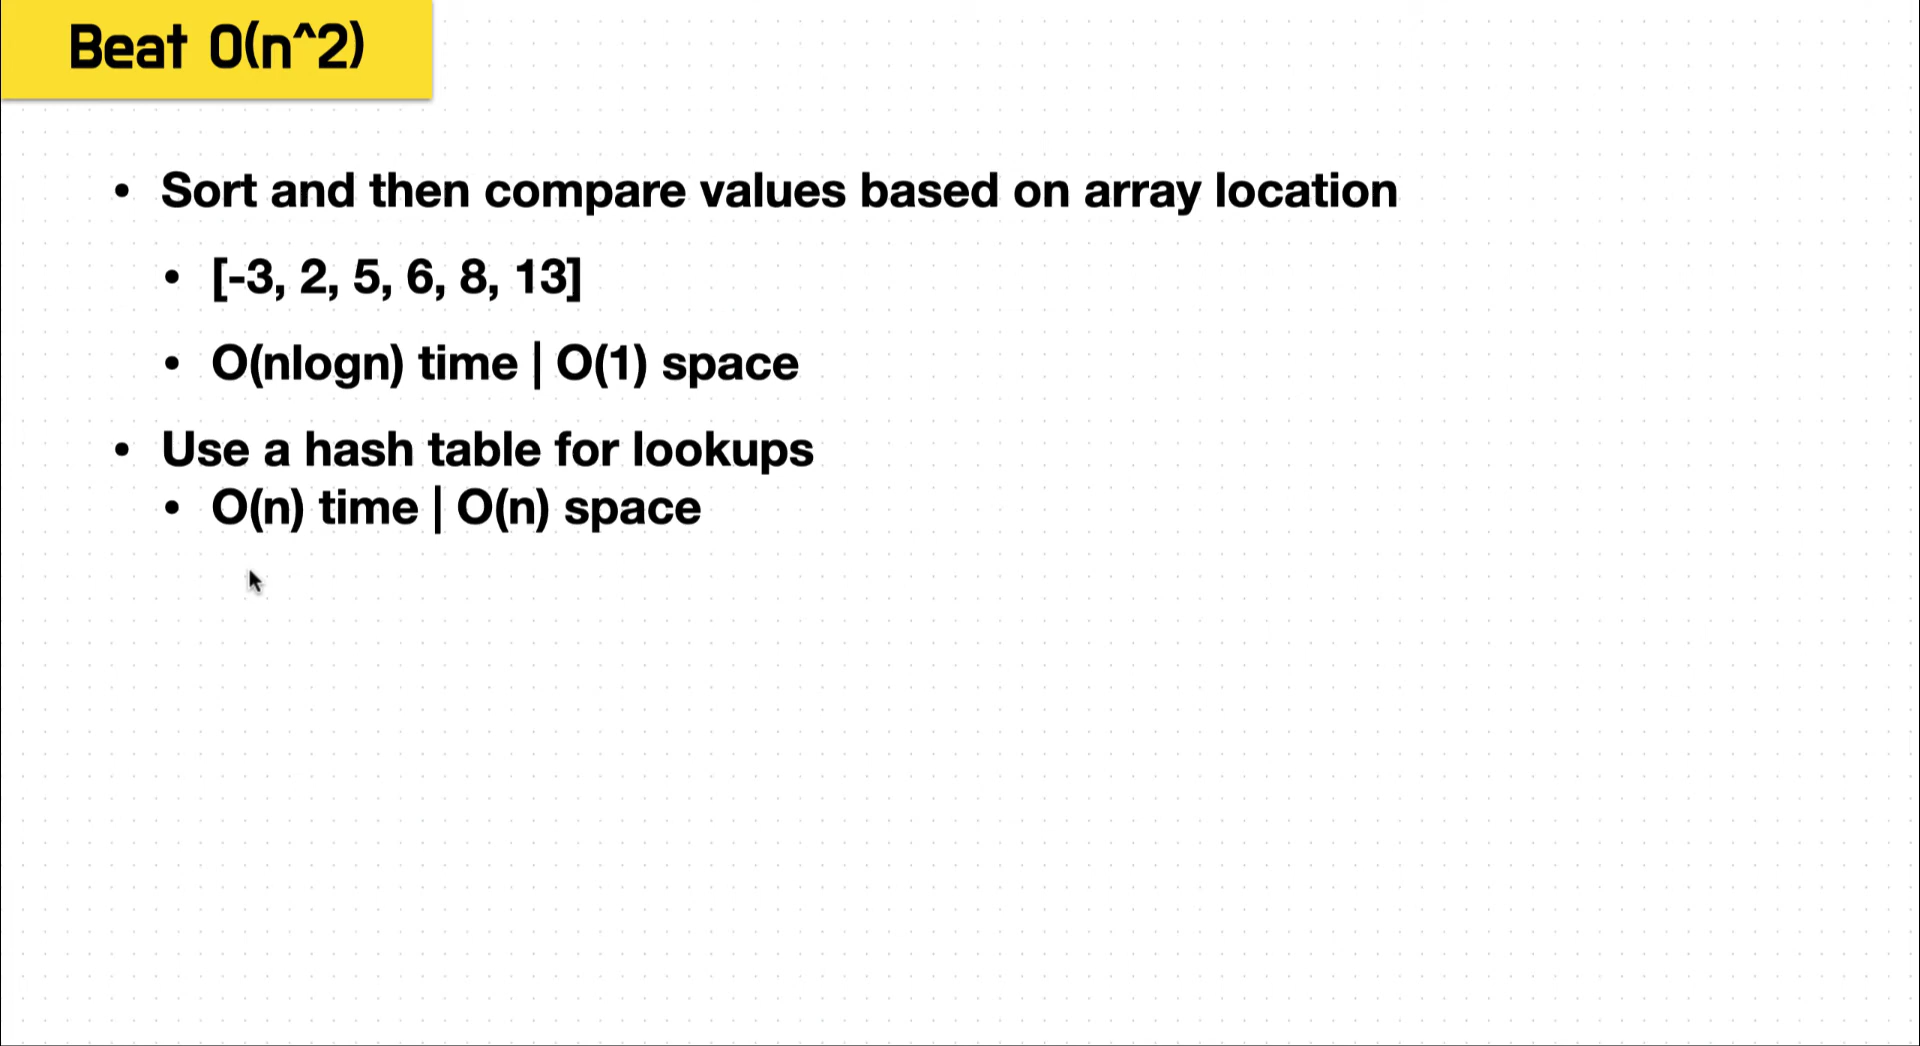 Beat O(n^2)
• Sort and then compare values based on array location
• [-3, 2, 5, 6, 8, 13]
• O(nlogn) time | O(1) space
• Use a hash table for lookups
• O(n) time | O(n) space